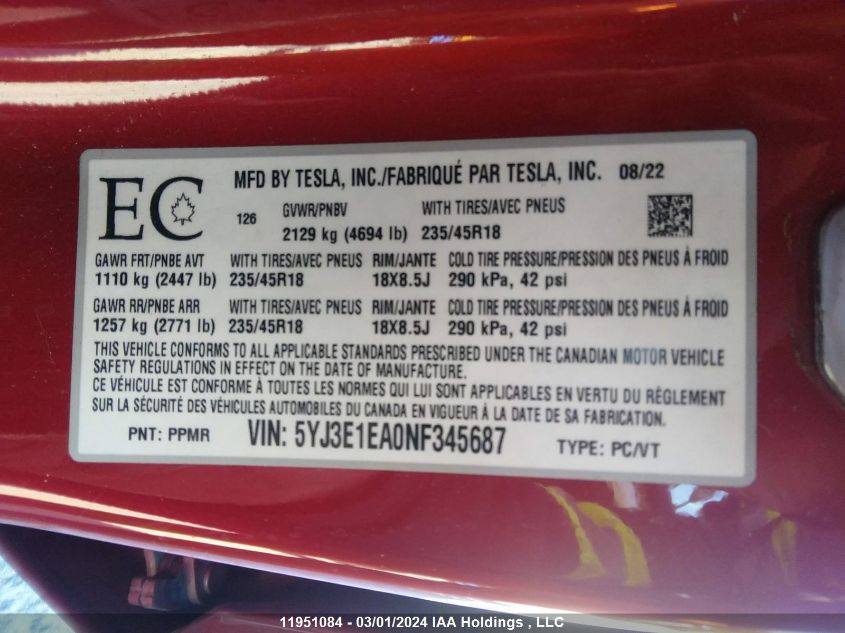 EC
MFD BY TESLA, INC./FABRIQUÉ PAR TESLA, INC. 08/22
126 GVWR/PNBV WITH TIRES/AVEC PNEUS
2129 kg (4694 lb) 235/45R18
GAWR FRT/PNBE AVT WITH TIRES/AVEC PNEUS RIM/JANTE COLD TIRE PRESSURE/PRESSION DES PNEUS À FROID
1110 kg (2447 lb) 235/45R18 18X8.5J 290 kPa, 42 psi
GAWR RR/PNBE ARR WITH TIRES/AVEC PNEUS RIM/JANTE COLD TIRE PRESSURE/PRESSION DES PNEUS À FROID
1257 kg (2771 lb) 235/45R18 18X8.5J 290 kPa, 42 psi
THIS VEHICLE CONFORMS TO ALL APPLICABLE STANDARDS PRESCRIBED UNDER THE CANADIAN MOTOR VEHICLE
SAFETY REGULATIONS IN EFFECT ON THE DATE OF MANUFACTURE.
CE VÉHICULE EST CONFORME À TOUTES LES NORMES QUI LUI SONT APPLICABLES EN VERTU DU RÈGLEMENT
SUR LA SÉCURITÉ DES VÉHICULES AUTOMOBILES DU CANADA EN VIGUEUR À LA DATE DE SA FABRICATION.
PNT: PPMR VIN: 5YJ3E1EA0NF345687 TYPE: PC/VT
11951084 - 03/01/2024 IAA Holdings , LLC